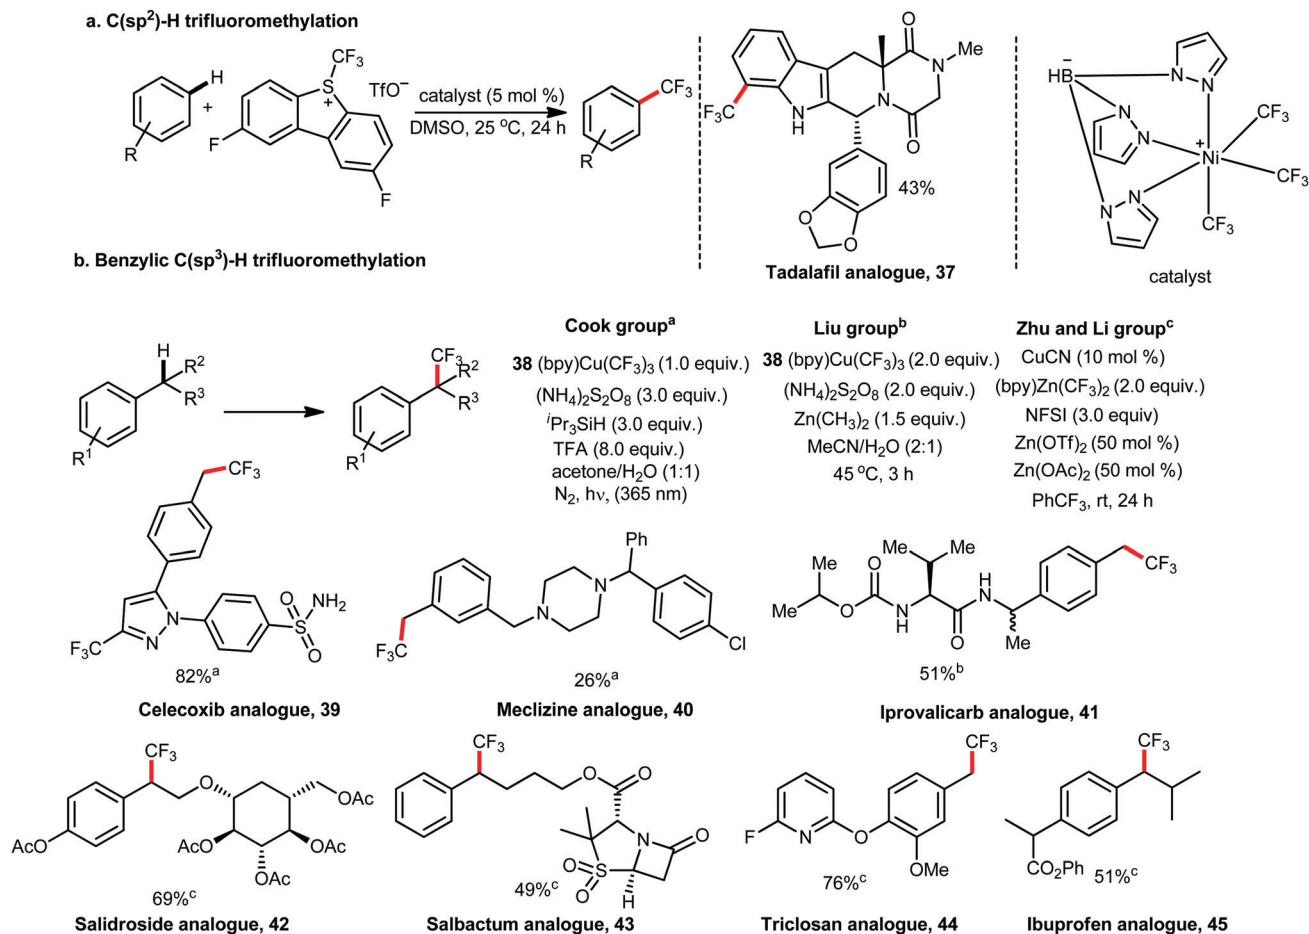 a. C(sp²)-H trifluoromethylation
H
+
R
CF₃
S
+
F
F
TfO⁻
catalyst (5 mol %)
DMSO, 25 °C, 24 h
CF₃
R
F₃C
N
H
O
N
Me
N
O
O
O
43%
Tadalafil analogue, 37
HB
−
N
N
N
N
N
N
+
Ni
CF₃
CF₃
CF₃
catalyst
b. Benzylic C(sp³)-H trifluoromethylation
H
R²
R³
R¹
CF₃
R²
R³
R¹
Cook groupᵃ
38 (bpy)Cu(CF₃)₃ (1.0 equiv.)
(NH₄)₂S₂O₈ (3.0 equiv.)
ⁱPr₃SiH (3.0 equiv.)
TFA (8.0 equiv.)
acetone/H₂O (1:1)
N₂, hν, (365 nm)
Liu groupᵇ
38 (bpy)Cu(CF₃)₃ (2.0 equiv.)
(NH₄)₂S₂O₈ (2.0 equiv.)
Zn(CH₃)₂ (1.5 equiv.)
MeCN/H₂O (2:1)
45 °C, 3 h
Zhu and Li groupᶜ
CuCN (10 mol %)
(bpy)Zn(CF₃)₂ (2.0 equiv.)
NFSI (3.0 equiv)
Zn(OTf)₂ (50 mol %)
Zn(OAc)₂ (50 mol %)
PhCF₃, rt, 24 h
CF₃
F₃C
N
N
O
S
NH₂
O
82%ᵃ
Celecoxib analogue, 39
F₃C
N
N
Ph
Cl
26%ᵃ
Meclizine analogue, 40
Me
Me
O
O
N
H
Me
Me
O
H
N
Me
CF₃
51%ᵇ
Iprovalicarb analogue, 41
CF₃
O
AcO
OAc
AcO
OAc
OAc
69%ᶜ
Salidroside analogue, 42
CF₃
O
O
N
O
S
O
O
H
49%ᶜ
Salbactum analogue, 43
F
N
O
CF₃
OMe
76%ᶜ
Triclosan analogue, 44
CF₃
CO₂Ph
51%ᶜ
Ibuprofen analogue, 45